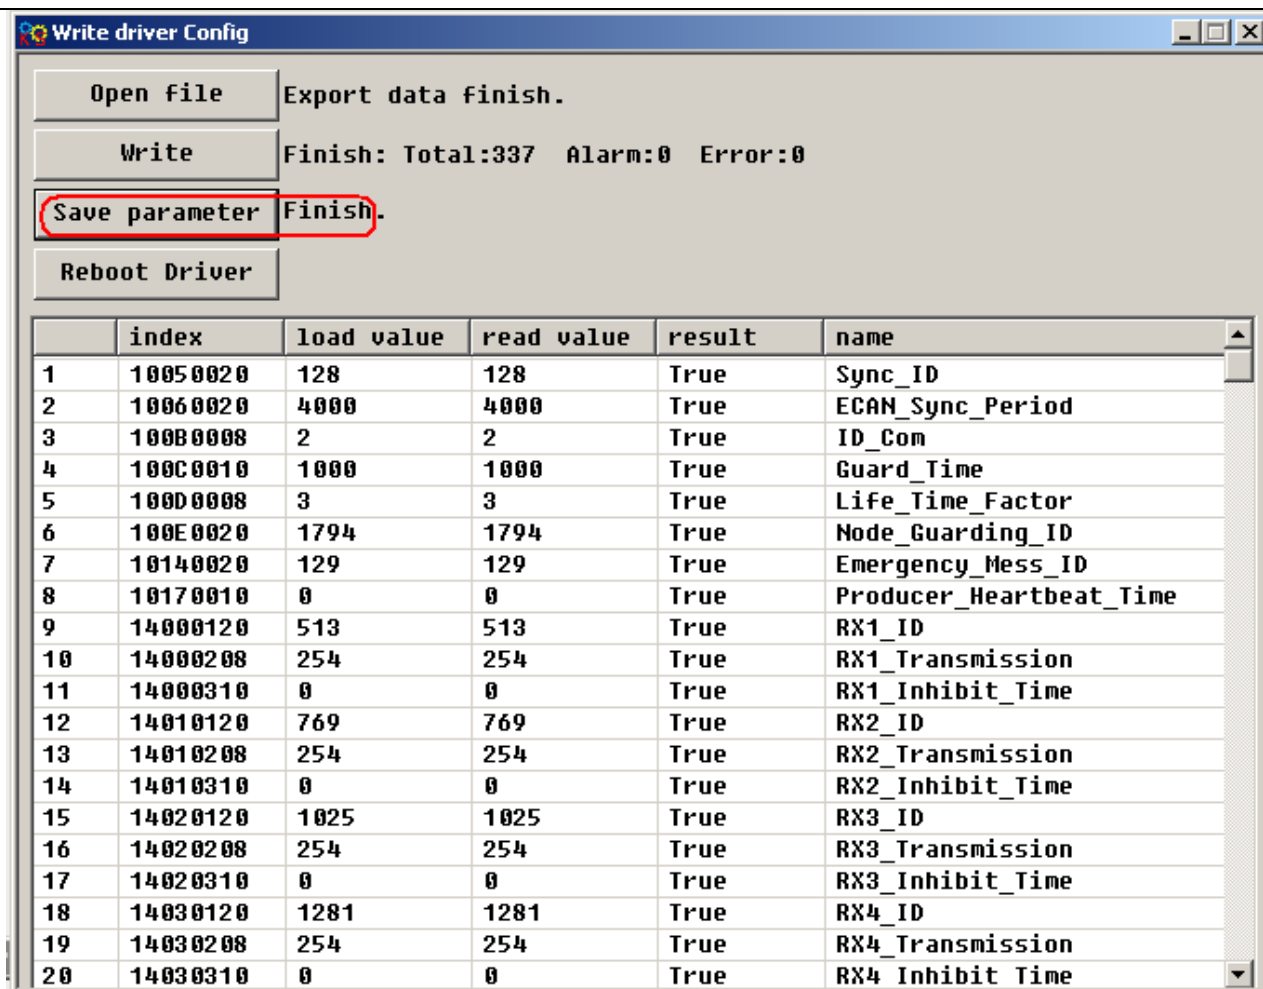 Write driver Config
Open file Export data finish.
Write Finish: Total:337 Alarm:0 Error:0
Save parameter Finish.
Reboot Driver
index load value read value result name
1 10050020 128 128 True Sync_ID
2 10060020 4000 4000 True ECAN_Sync_Period
3 100B0008 2 2 True ID_Com
4 100C0010 1000 1000 True Guard_Time
5 100D0008 3 3 True Life_Time_Factor
6 100E0020 1794 1794 True Node_Guarding_ID
7 10140020 129 129 True Emergency_Mess_ID
8 10170010 0 0 True Producer_Heartbeat_Time
9 14000120 513 513 True RX1_ID
10 14000208 254 254 True RX1_Transmission
11 14000310 0 0 True RX1_Inhibit_Time
12 14010120 769 769 True RX2_ID
13 14010208 254 254 True RX2_Transmission
14 14010310 0 0 True RX2_Inhibit_Time
15 14020120 1025 1025 True RX3_ID
16 14020208 254 254 True RX3_Transmission
17 14020310 0 0 True RX3_Inhibit_Time
18 14030120 1281 1281 True RX4_ID
19 14030208 254 254 True RX4_Transmission
20 14030310 0 0 True RX4_Inhibit_Time